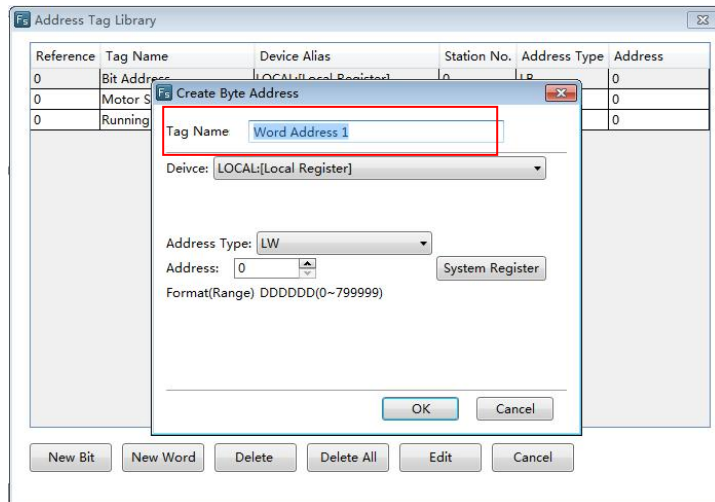 Fs Address Tag Library
Reference Tag Name Device Alias Station No. Address Type Address
0 Bit Address LOCAL:[Local Register] 0 LB 0
0 Motor S 0
0 Running 0
Fs Create Byte Address
Tag Name Word Address 1
Deivce: LOCAL:[Local Register]
Address Type: LW
Address: 0 System Register
Format(Range) DDDDDD(0~799999)
OK Cancel
New Bit New Word Delete Delete All Edit Cancel